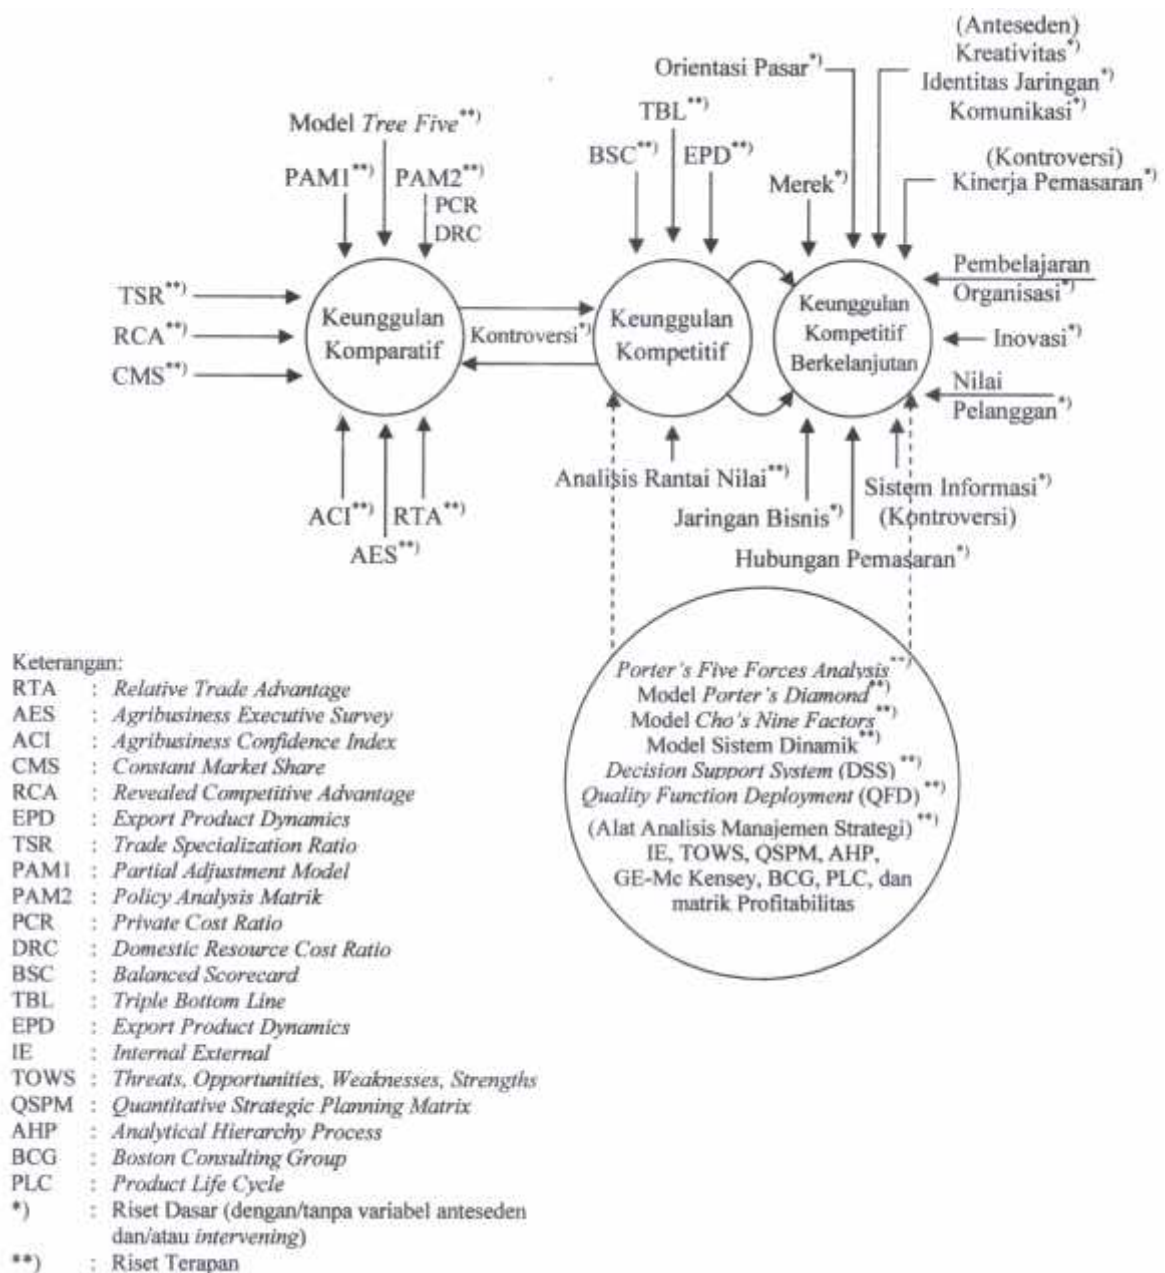 (Anteseden)
Kreativitas*)
Identitas Jaringan*)
Komunikasi*)
Orientasi Pasar*)
TBL**)
Model Tree Five**)
BSC**) EPD**)
(Kontroversi)
Kinerja Pemasaran*)
Merek*)
PAM1**) PAM2**)
PCR
DRC
Pembelajaran
Organisasi*)
TSR**)
RCA**)
CMS**)
Keunggulan
Komparatif
Kontroversi*)
Keunggulan
Kompetitif
Keunggulan
Kompetitif
Berkelanjutan
Inovasi*)
Nilai
Pelanggan*)
Analisis Rantai Nilai**)
Sistem Informasi*)
(Kontroversi)
ACI**) RTA**)
AES**)
Jaringan Bisnis*)
Hubungan Pemasaran*)
Porter's Five Forces Analysis**)
Model Porter's Diamond**)
Model Cho's Nine Factors**)
Model Sistem Dinamik**)
Decision Support System (DSS) **)
Quality Function Deployment (QFD) **)
(Alat Analisis Manajemen Strategi) **)
IE, TOWS, QSPM, AHP,
GE-Mc Kensey, BCG, PLC, dan
matrik Profitabilitas
Keterangan:
RTA : Relative Trade Advantage
AES : Agribusiness Executive Survey
ACI : Agribusiness Confidence Index
CMS : Constant Market Share
RCA : Revealed Competitive Advantage
EPD : Export Product Dynamics
TSR : Trade Specialization Ratio
PAM1 : Partial Adjustment Model
PAM2 : Policy Analysis Matrik
PCR : Private Cost Ratio
DRC : Domestic Resource Cost Ratio
BSC : Balanced Scorecard
TBL : Triple Bottom Line
EPD : Export Product Dynamics
IE : Internal External
TOWS : Threats, Opportunities, Weaknesses, Strengths
QSPM : Quantitative Strategic Planning Matrix
AHP : Analytical Hierarchy Process
BCG : Boston Consulting Group
PLC : Product Life Cycle
*) : Riset Dasar (dengan/tanpa variabel anteseden
dan/atau intervening)
**) : Riset Terapan